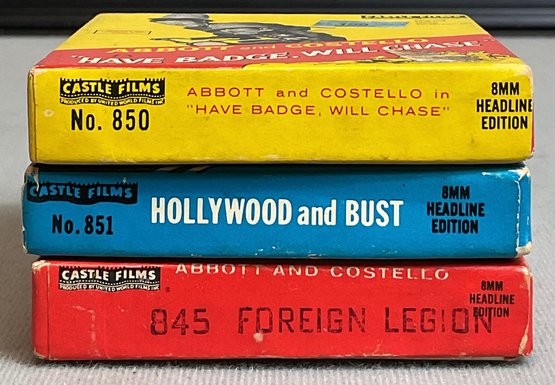 ABBOTT and COSTELLO
"HAVE BADGE, WILL CHASE"
CASTLE FILMS
PRODUCED BY UNITED WORLD FILMS INC
No. 850
ABBOTT and COSTELLO in
"HAVE BADGE, WILL CHASE"
8MM
HEADLINE
EDITION
CASTLE FILMS
No. 851
HOLLYWOOD and BUST
8MM
HEADLINE
EDITION
CASTLE FILMS
PRODUCED BY UNITED WORLD FILMS INC
®
ABBOTT AND COSTELLO
845 FOREIGN LEGION
8MM
HEADLINE
EDITION